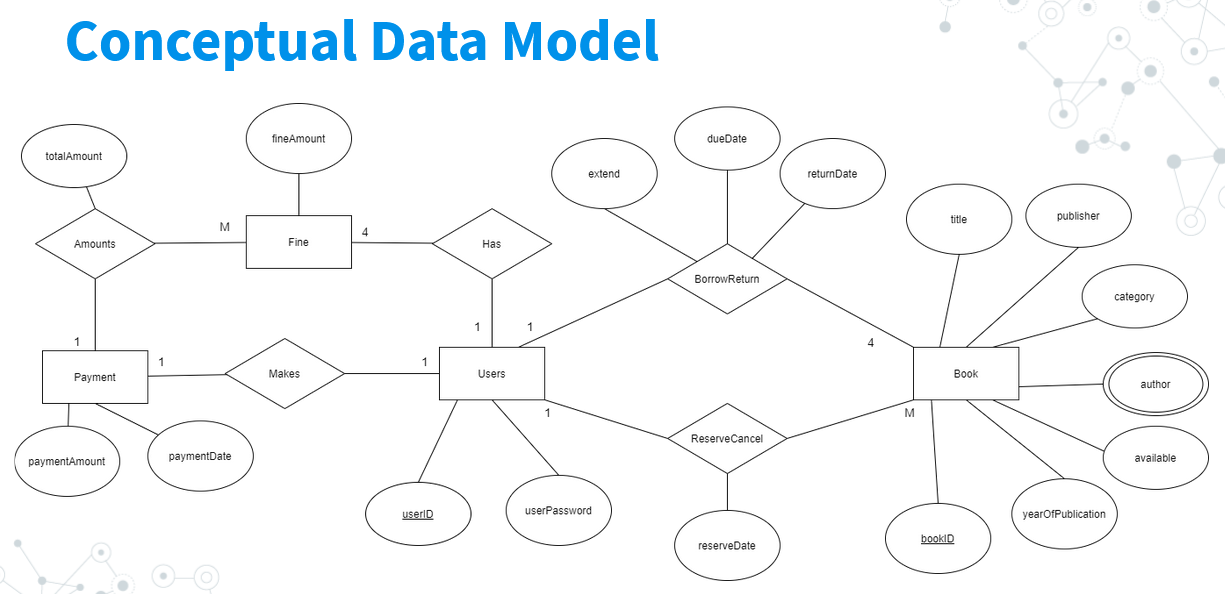 Conceptual Data Model
totalAmount
fineAmount
extend
dueDate
returnDate
title
publisher
category
author
available
yearOfPublication
bookID
Amounts
M
Fine
4
Has
BorrowReturn
1
1
1
4
Payment
1
Makes
1
Users
Book
1
M
ReserveCancel
paymentAmount
paymentDate
userID
userPassword
reserveDate